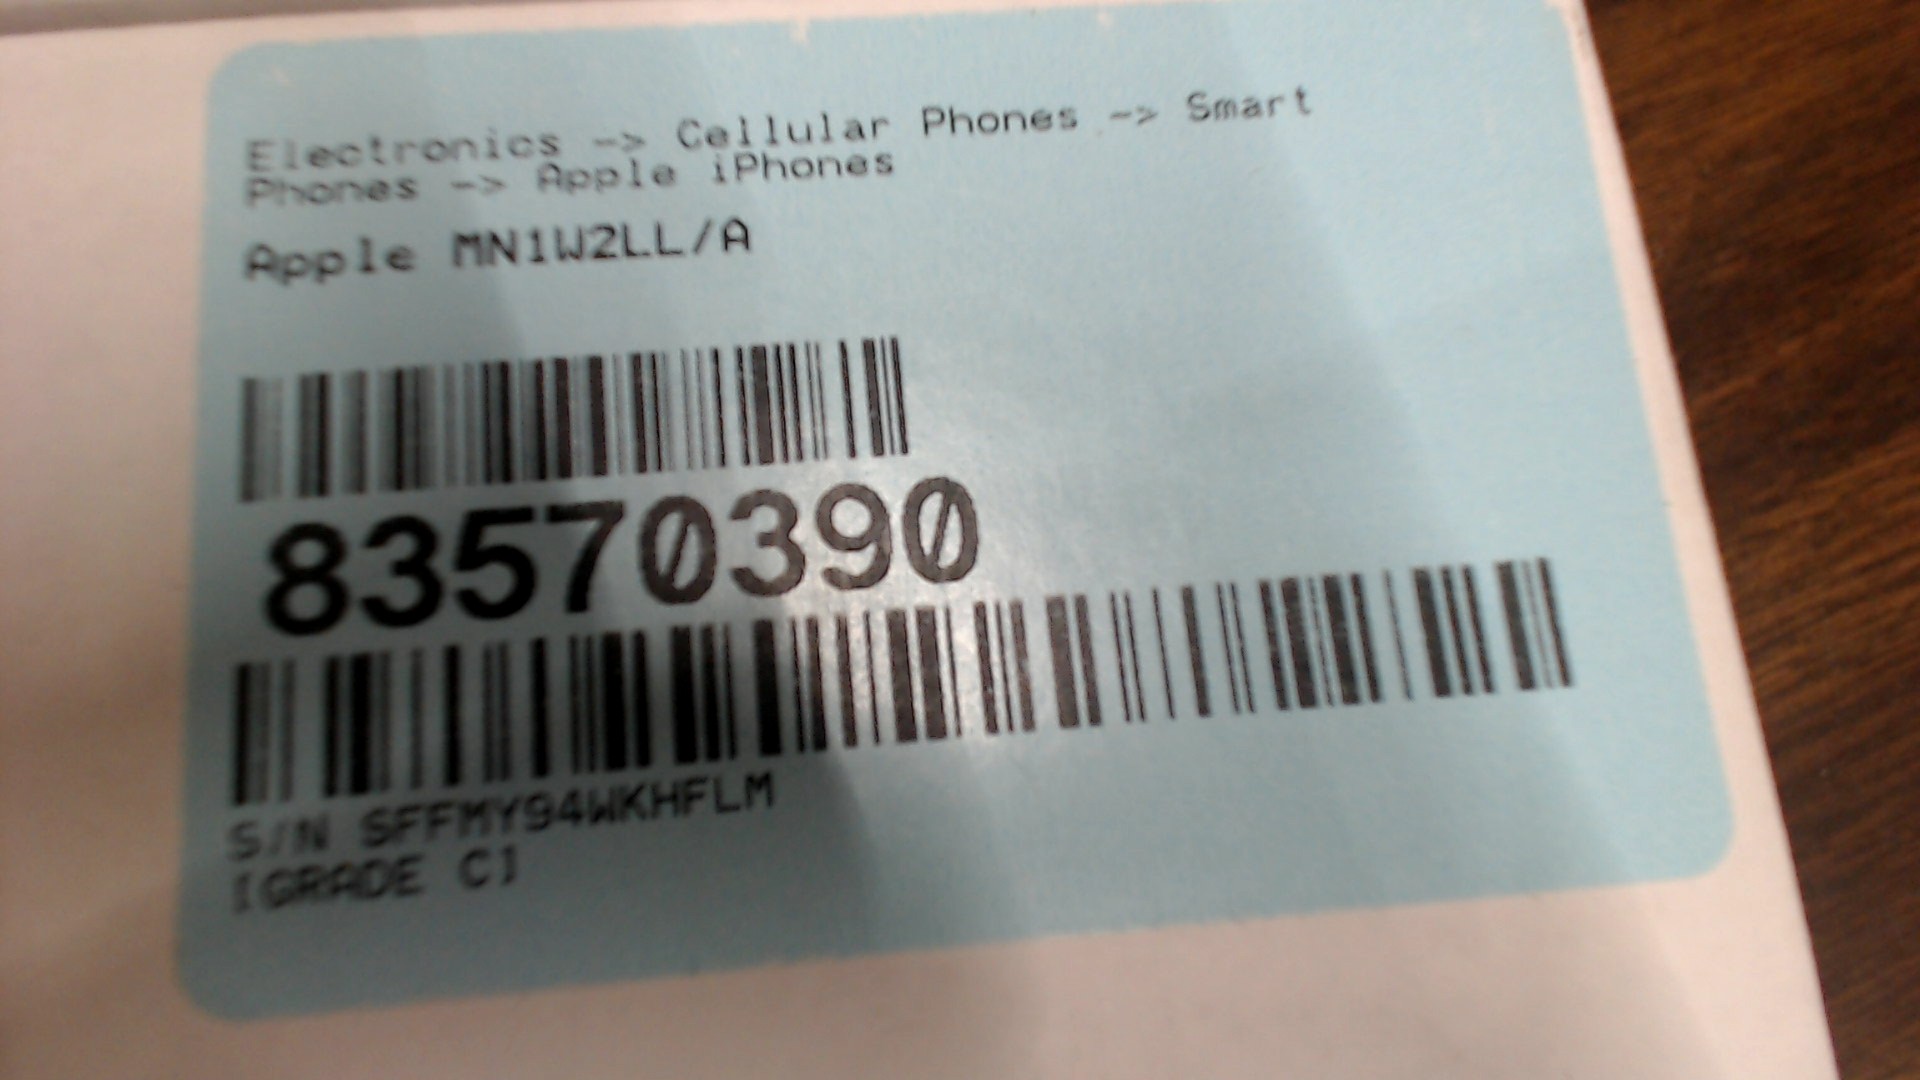 Electronics -> Cellular Phones -> Smart
Phones -> Apple iPhones
Apple MN1W2LL/A
83570390
S/N SFFMY94WKHFLM
[GRADE C]